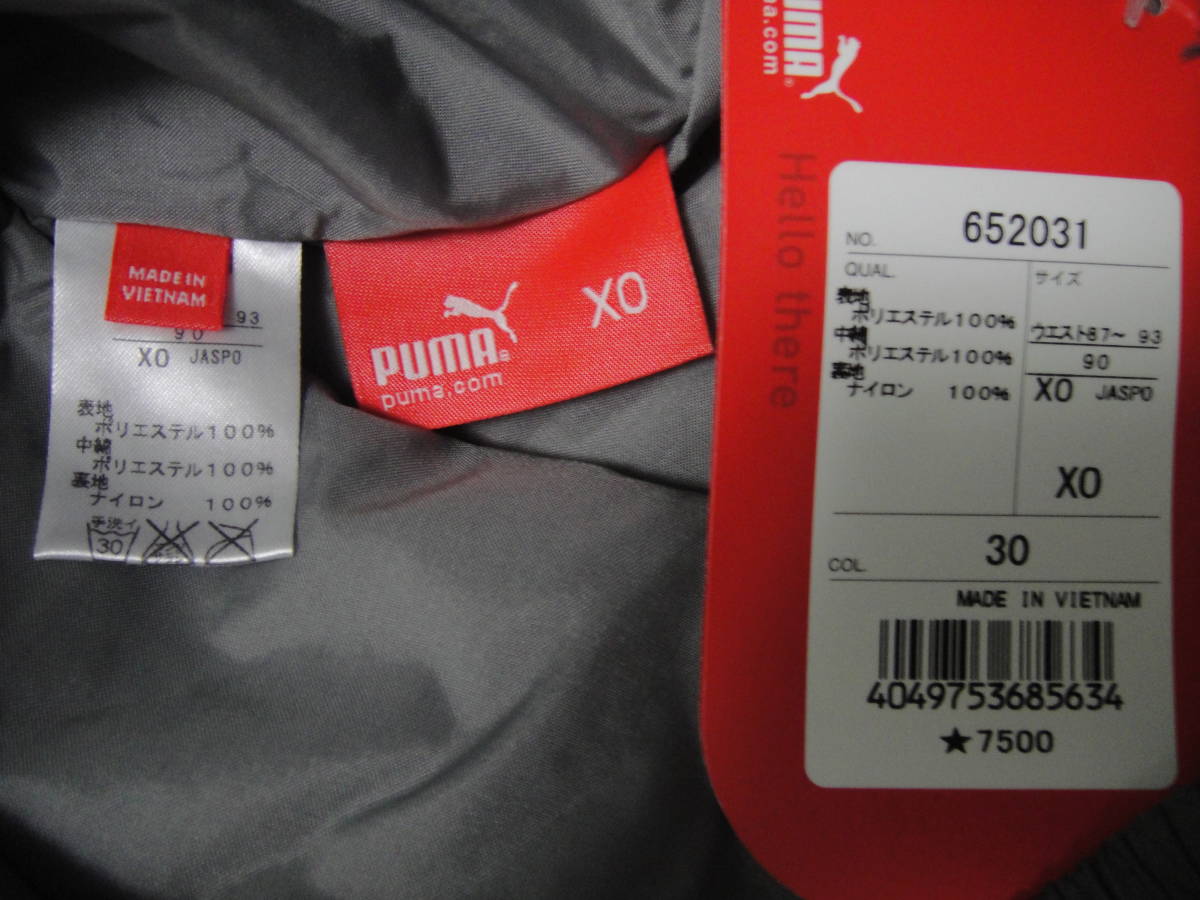 MADE IN
VIETNAM
93
90
XO JASPO
表地
ポリエステル100%
中綿
ポリエステル100%
裏地
ナイロン 100%
手洗イ
30
PUMA
puma.com
XO
PUMA
ma.com
Hello there
NO. 652031
QUAL.
表地
ポリエステル100%
中綿
ポリエステル100%
裏地
ナイロン 100%
サイズ
ウエスト87～ 93
90
XO JASPO
XO
COL. 30
MADE IN VIETNAM
4049753685634
★7500